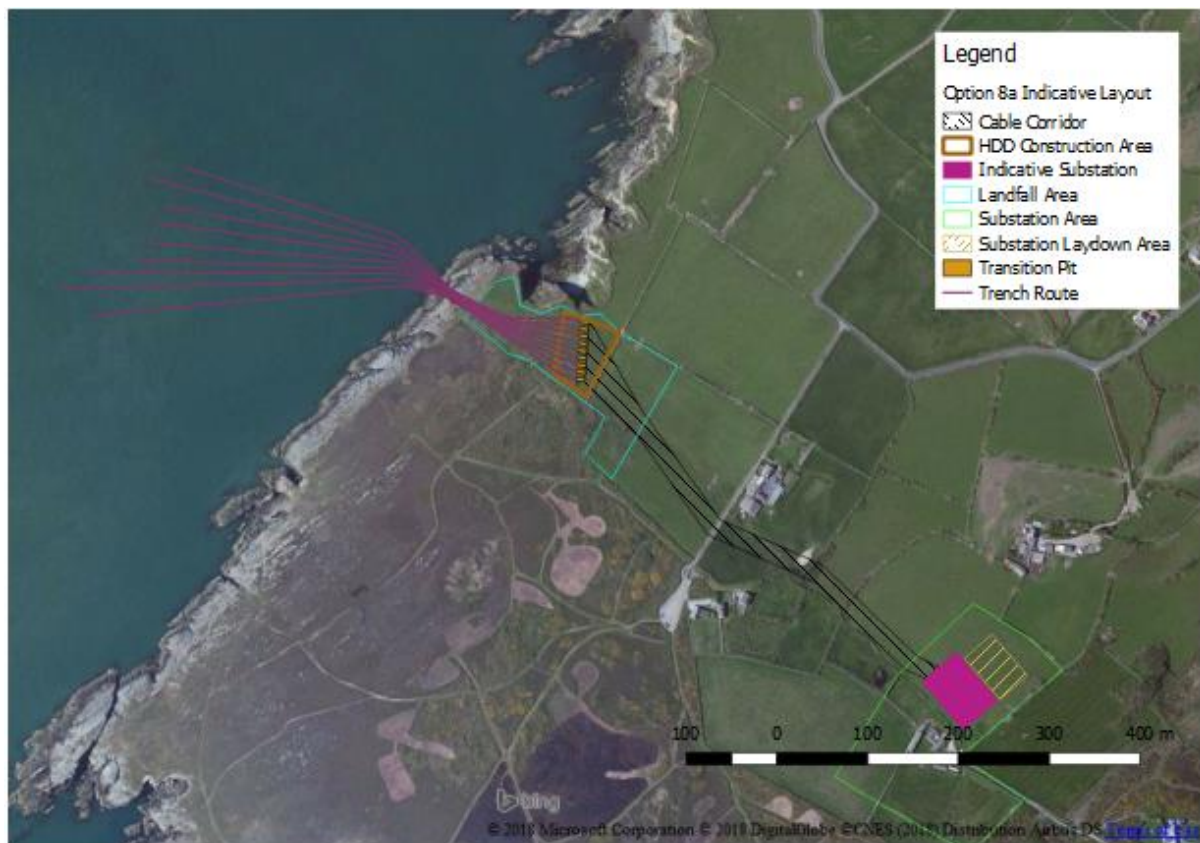 Legend
Option 8a Indicative Layout
Cable Corridor
HDD Construction Area
Indicative Substation
Landfall Area
Substation Area
Substation Laydown Area
Transition Pit
Trench Route
100 0 100 200 300 400 m
bing
© 2018 Microsoft Corporation © 2018 DigitalGlobe ©CNES (2018) Distribution Airbus DS